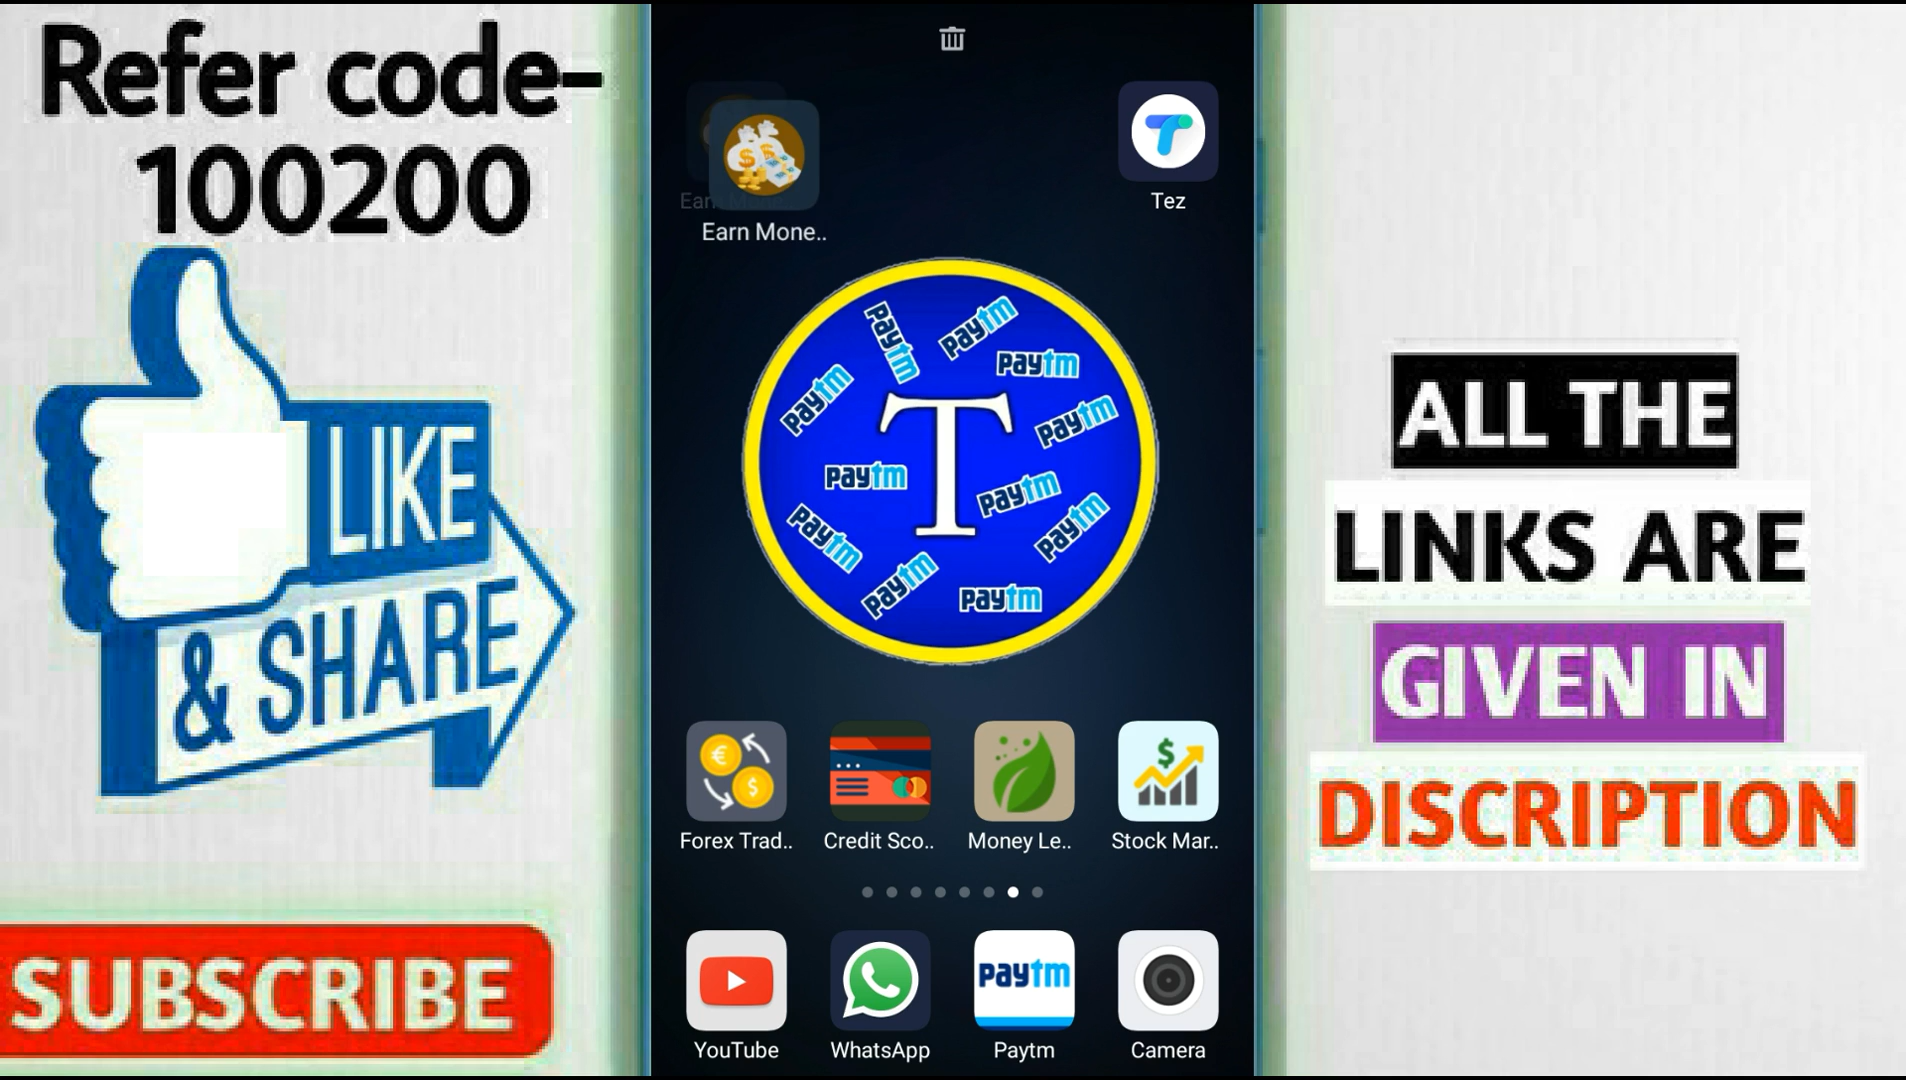 Refer code-
100200
LIKE
& SHARE
SUBSCRIBE
Earn Mone..
Tez
paytm
paytm
paytm
paytm
paytm
T
paytm
paytm
paytm
paytm
paytm
paytm
Forex Trad..
Credit Sco..
Money Le..
Stock Mar..
paytm
YouTube
WhatsApp
Paytm
Camera
ALL THE
LINKS ARE
GIVEN IN
DISCRIPTION